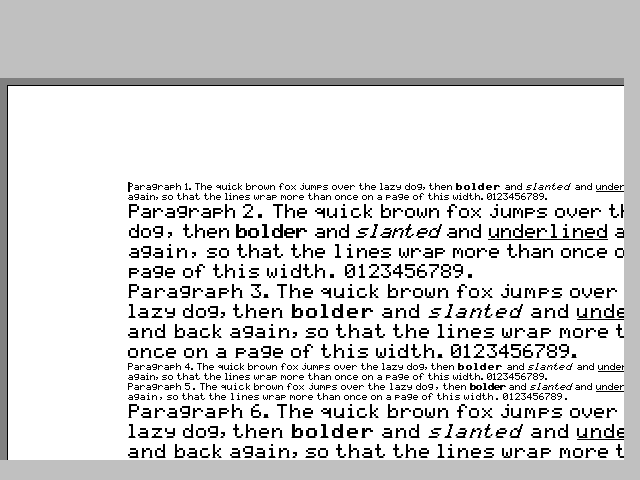 Paragraph 1. The quick brown fox jumps over the lazy dog, then bolder and slanted and under
again, so that the lines wrap more than once on a page of this width. 0123456789.
Paragraph 2. The quick brown fox jumps over th
dog, then bolder and slanted and underlined a
again, so that the lines wrap more than once o
page of this width. 0123456789.
Paragraph 3. The quick brown fox jumps over
lazy dog, then bolder and slanted and unde
and back again, so that the lines wrap more t
once on a page of this width. 0123456789.
Paragraph 4. The quick brown fox jumps over the lazy dog, then bolder and slanted and under
again, so that the lines wrap more than once on a page of this width. 0123456789.
Paragraph 5. The quick brown fox jumps over the lazy dog, then bolder and slanted and under
again, so that the lines wrap more than once on a page of this width. 0123456789.
Paragraph 6. The quick brown fox jumps over
lazy dog, then bolder and slanted and unde
and back again, so that the lines wrap more t